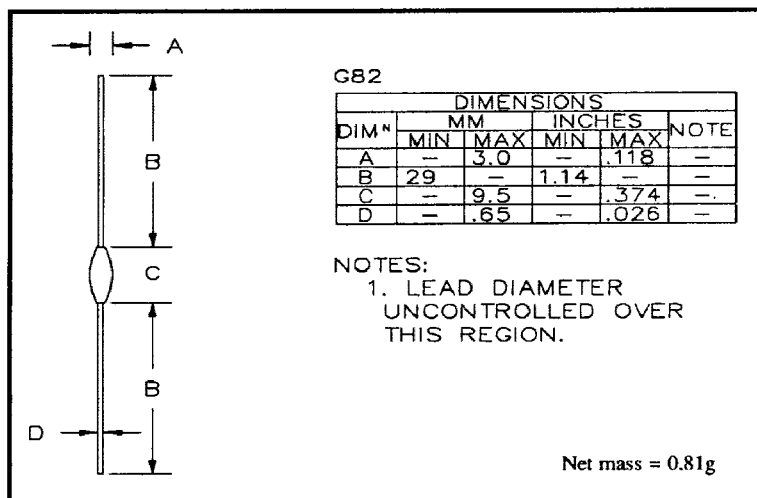 A
B
C
B
D
G82
DIMENSIONS
DIMᴺ MM INCHES NOTE
MIN MAX MIN MAX
A – 3.0 – .118 –
B 29 – 1.14 – –
C – 9.5 – .374 –.
D – .65 – .026 –
NOTES:
1. LEAD DIAMETER
UNCONTROLLED OVER
THIS REGION.
Net mass = 0.81g